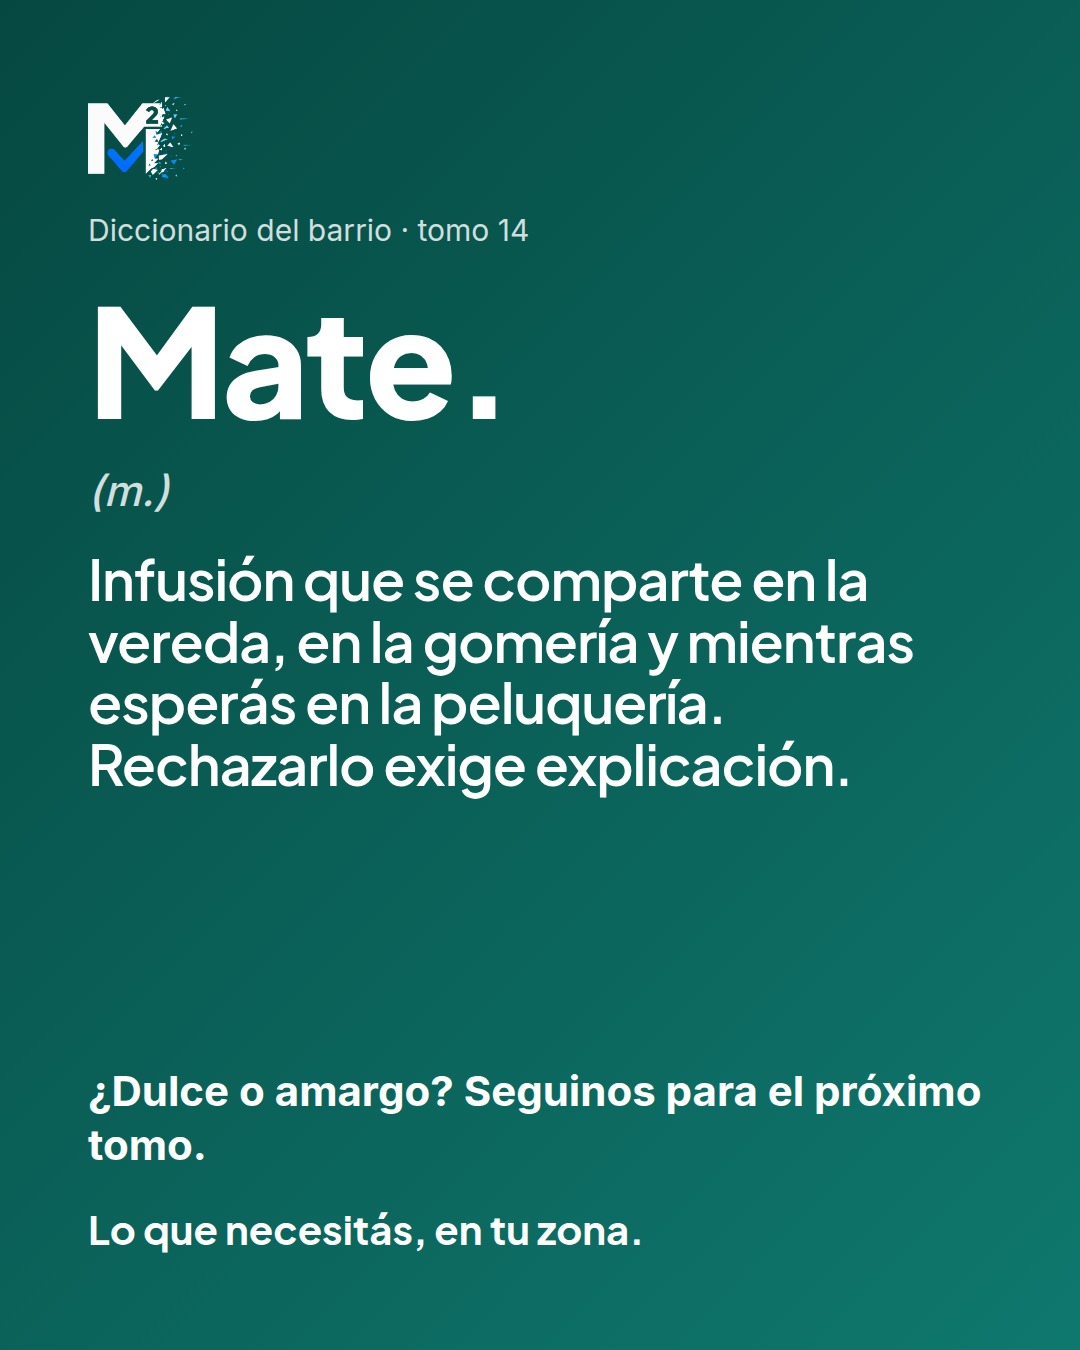 M2
Diccionario del barrio · tomo 14
Mate.
(m.)
Infusión que se comparte en la
vereda, en la gomería y mientras
esperás en la peluquería.
Rechazarlo exige explicación.
¿Dulce o amargo? Seguinos para el próximo
tomo.
Lo que necesitás, en tu zona.